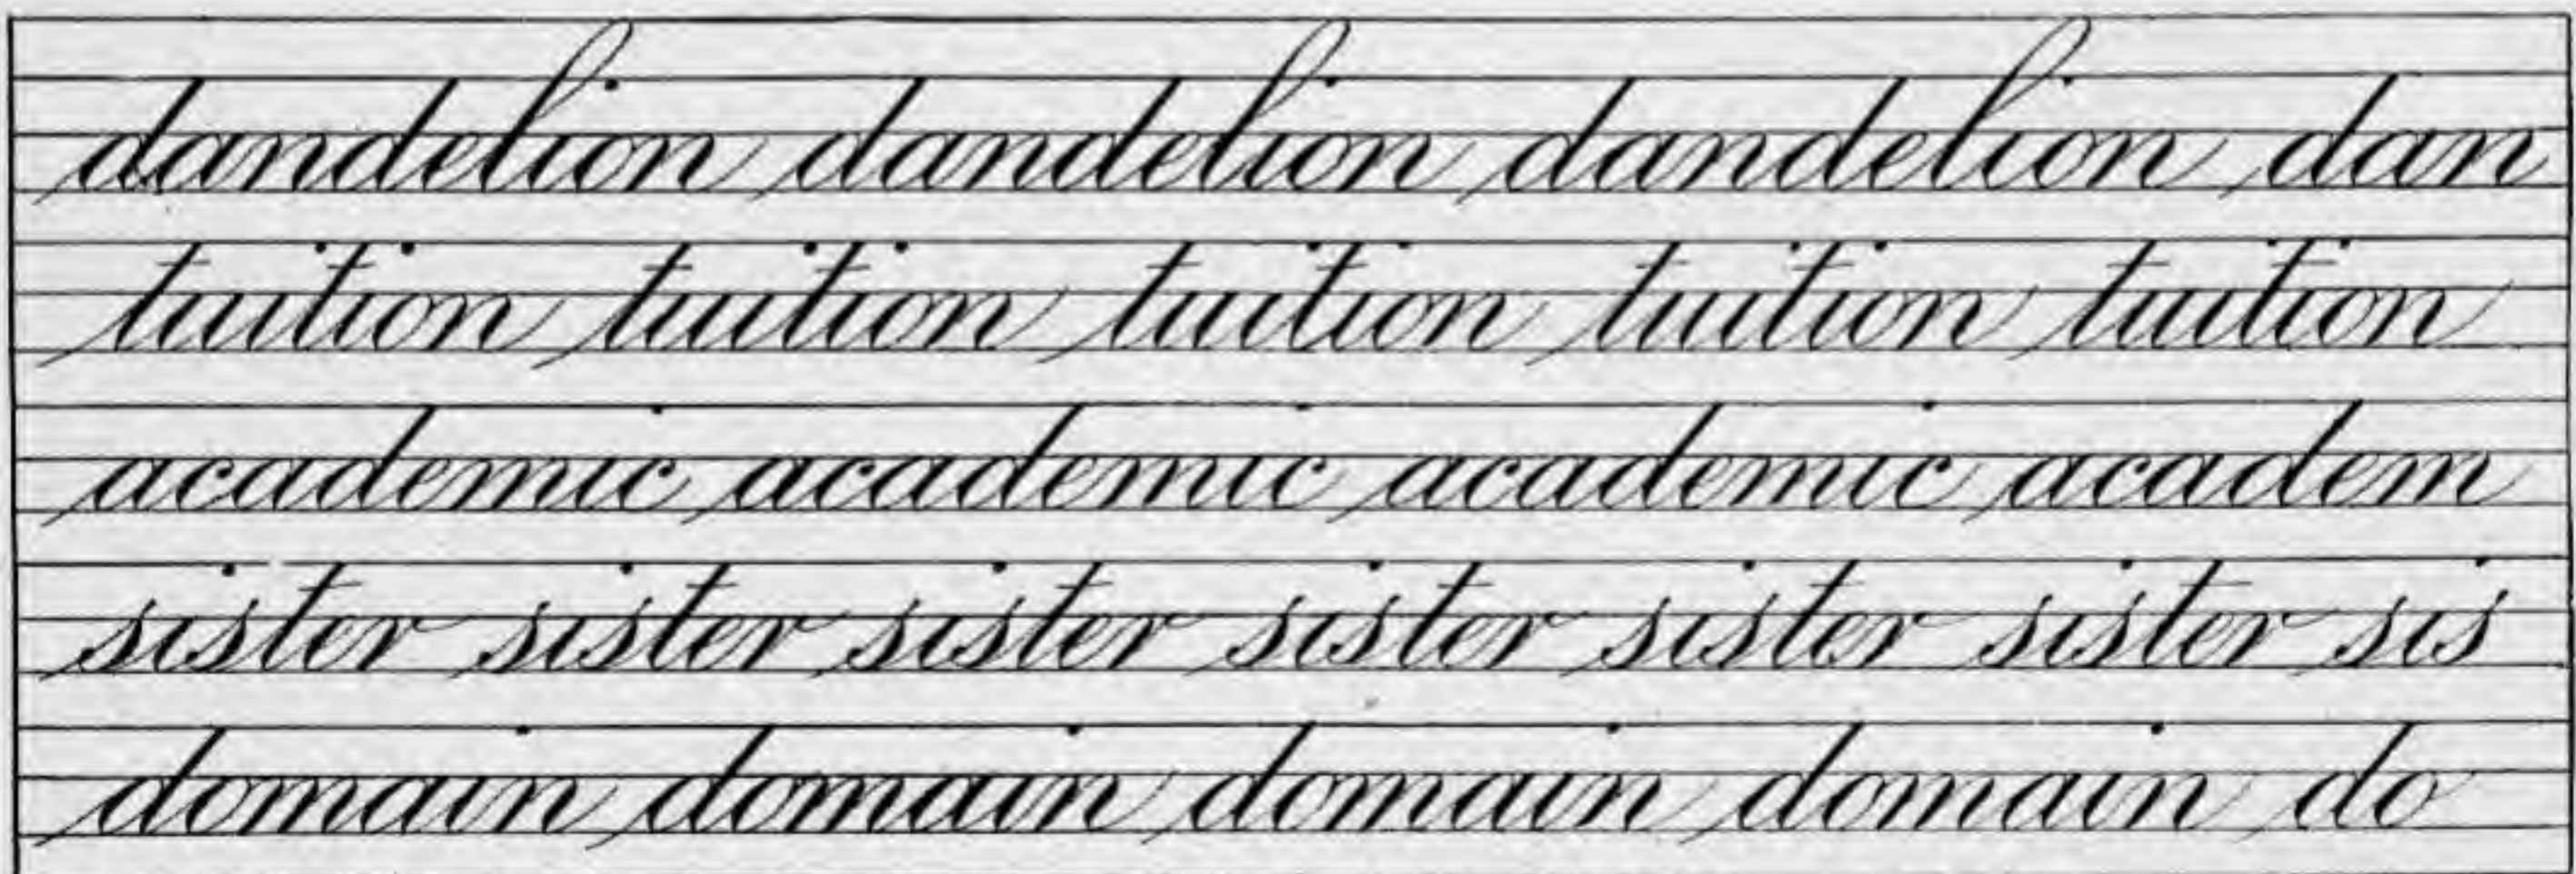 dandelion dandelion dandelion dan
tuition tuition tuition tuition tuition
academic academic academic academ
sister sister sister sister sister sister sis
domain domain domain domain do